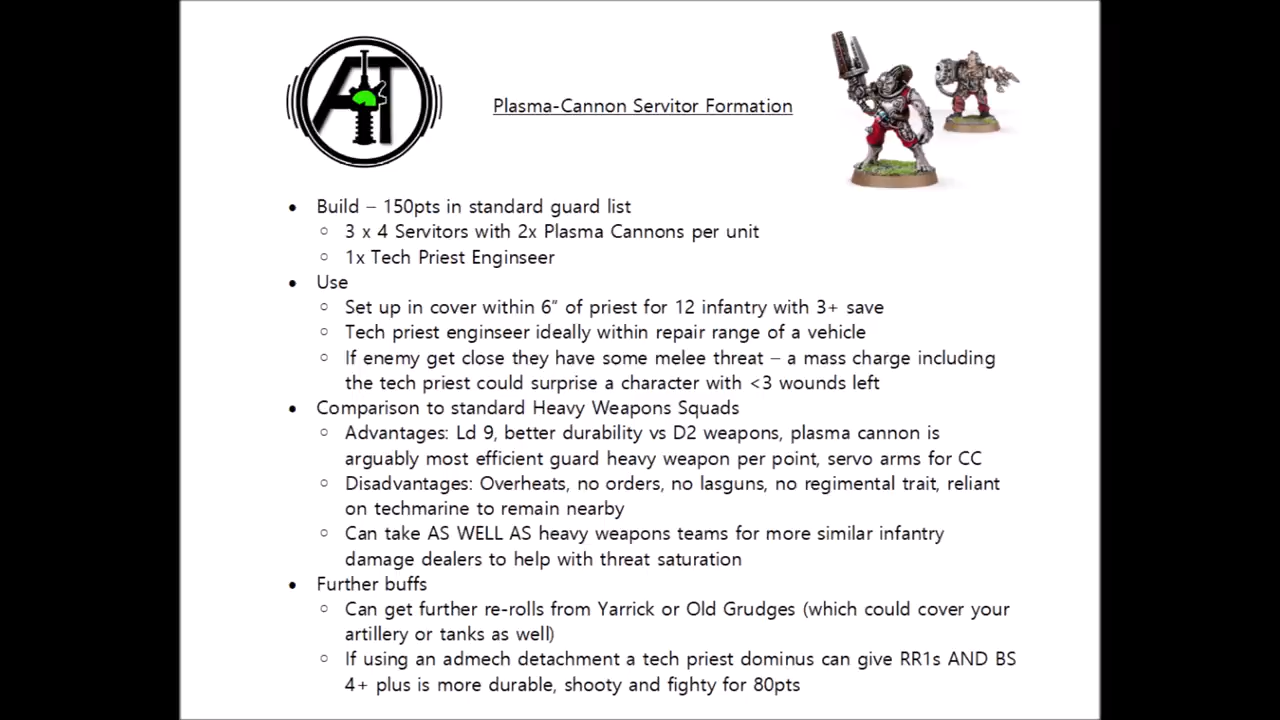 AT
Plasma-Cannon Servitor Formation
• Build – 150pts in standard guard list
○ 3 x 4 Servitors with 2x Plasma Cannons per unit
○ 1x Tech Priest Enginseer
• Use
○ Set up in cover within 6" of priest for 12 infantry with 3+ save
○ Tech priest enginseer ideally within repair range of a vehicle
○ If enemy get close they have some melee threat – a mass charge including
the tech priest could surprise a character with <3 wounds left
• Comparison to standard Heavy Weapons Squads
○ Advantages: Ld 9, better durability vs D2 weapons, plasma cannon is
arguably most efficient guard heavy weapon per point, servo arms for CC
○ Disadvantages: Overheats, no orders, no lasguns, no regimental trait, reliant
on techmarine to remain nearby
○ Can take AS WELL AS heavy weapons teams for more similar infantry
damage dealers to help with threat saturation
• Further buffs
○ Can get further re-rolls from Yarrick or Old Grudges (which could cover your
artillery or tanks as well)
○ If using an admech detachment a tech priest dominus can give RR1s AND BS
4+ plus is more durable, shooty and fighty for 80pts